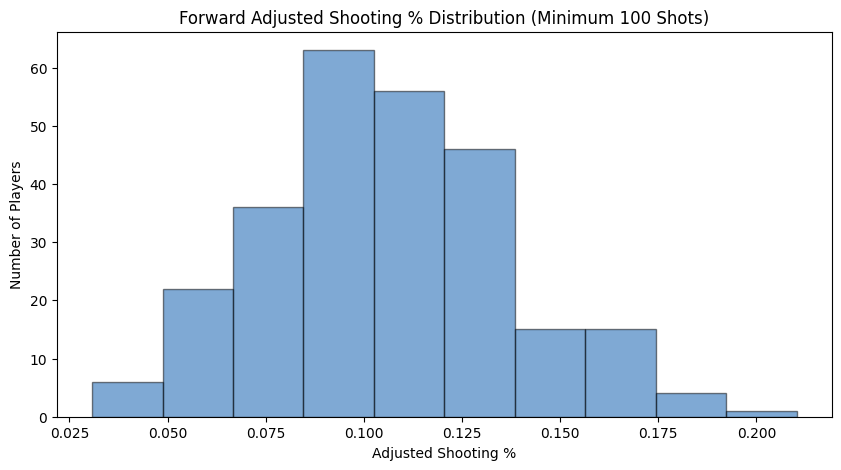 Forward Adjusted Shooting % Distribution (Minimum 100 Shots)
60
50
40
30
20
10
0
Number of Players
0.025 0.050 0.075 0.100 0.125 0.150 0.175 0.200
Adjusted Shooting %